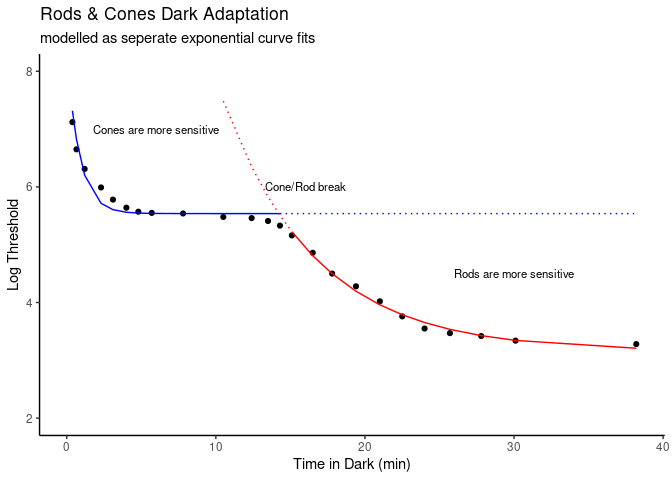 Rods & Cones Dark Adaptation
modelled as seperate exponential curve fits
8
Cones are more sensitive
6
Cone/Rod break
Log Threshold
Rods are more sensitive
4
2
0 10 20 30 40
Time in Dark (min)